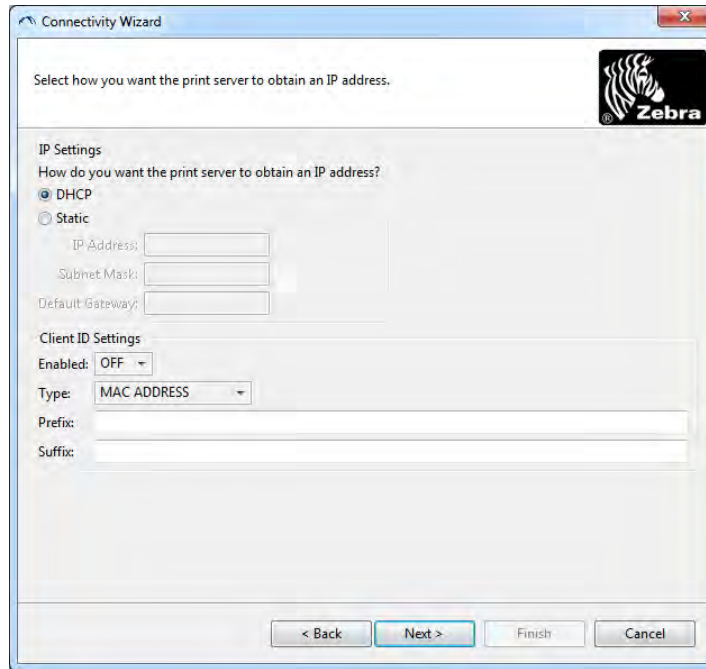 Connectivity Wizard
Select how you want the print server to obtain an IP address.
® Zebra
IP Settings
How do you want the print server to obtain an IP address?
DHCP
Static
IP Address:
Subnet Mask:
Default Gateway:
Client ID Settings
Enabled: OFF
Type: MAC ADDRESS
Prefix:
Suffix:
< Back Next > Finish Cancel